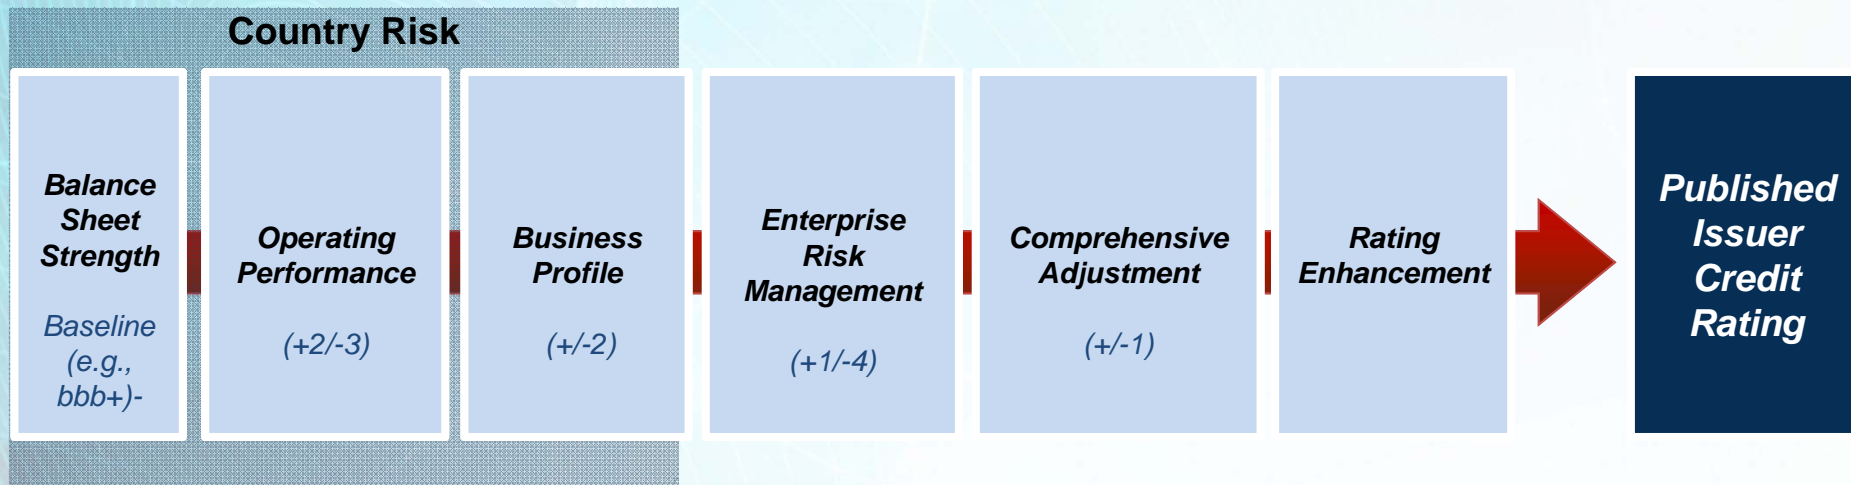 Country Risk
Balance
Sheet
Strength
Baseline
(e.g.,
bbb+)-
Operating
Performance
(+2/-3)
Business
Profile
(+/-2)
Enterprise
Risk
Management
(+1/-4)
Comprehensive
Adjustment
(+/-1)
Rating
Enhancement
Published
Issuer
Credit
Rating